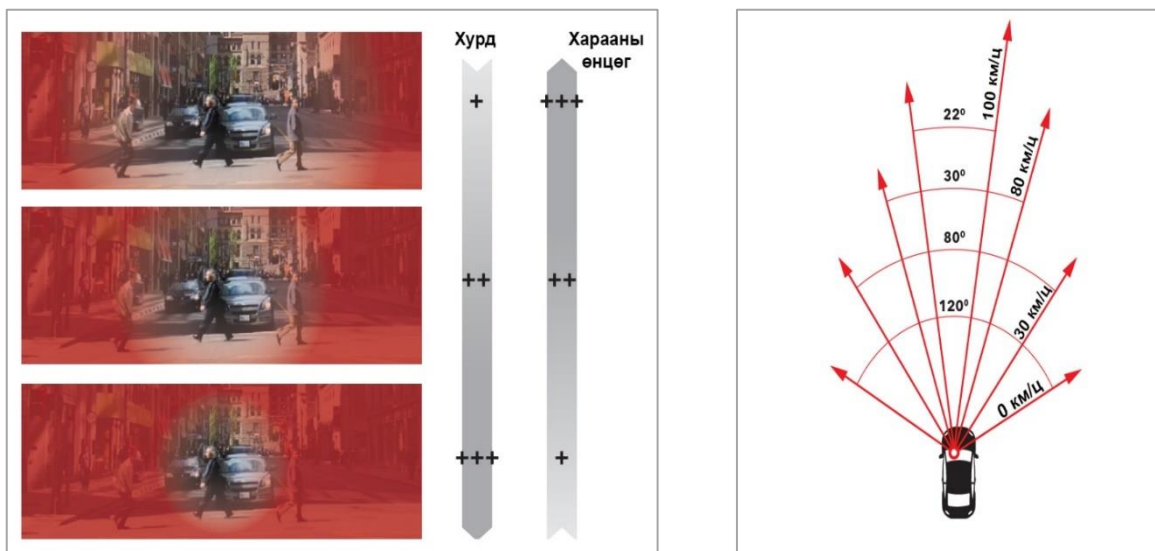 Хурд
Харааны
өнцөг
+
+++
++
++
+++
+
22⁰
30⁰
80⁰
120⁰
100 км/ц
80 км/ц
30 км/ц
0 км/ц